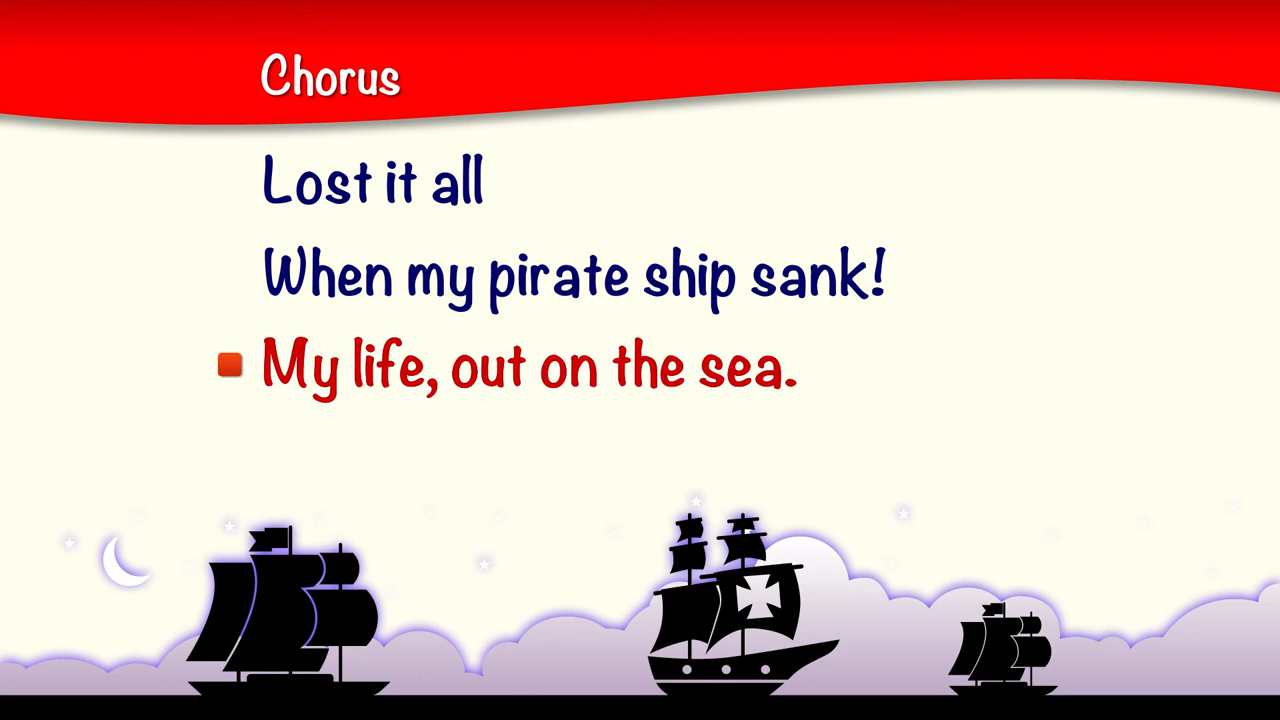 Chorus
Lost it all
When my pirate ship sank!
My life, out on the sea.